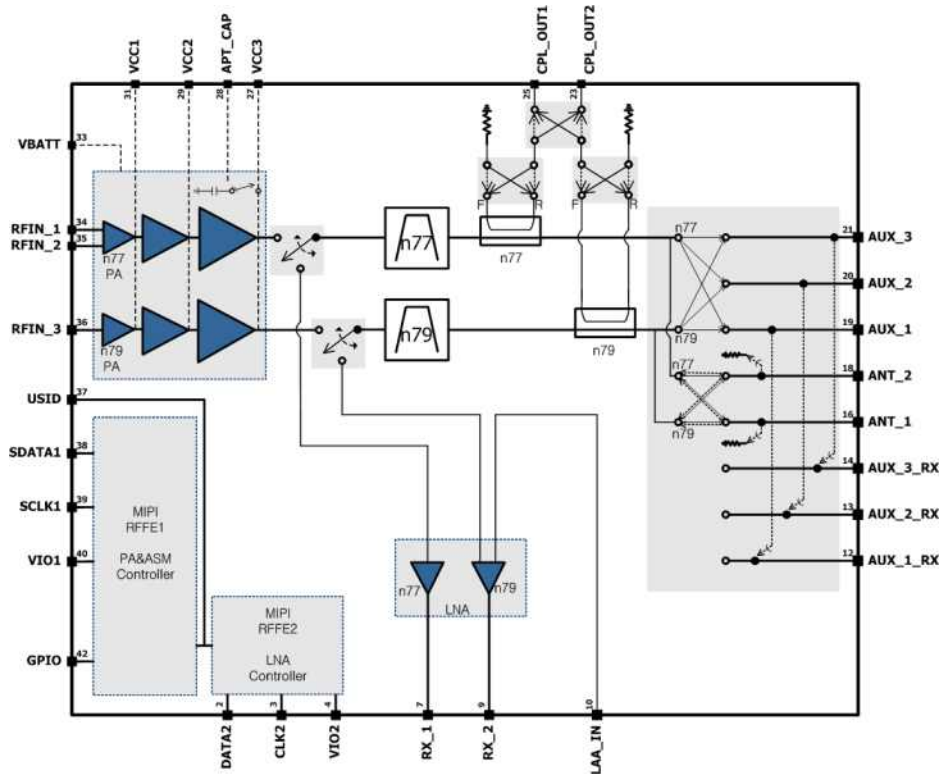 VCC1
VCC2
APT_CAP
VCC3
CPL_OUT1
CPL_OUT2
31
29
28
27
25
23
VBATT
33
F
R
F
R
RFIN_1
34
RFIN_2
35
n77
PA
n77
n77
n77
21
AUX_3
20
AUX_2
RFIN_3
36
n79
PA
n79
n79
n79
19
AUX_1
n77
18
ANT_2
n79
16
ANT_1
USID
37
SDATA1
38
14
AUX_3_RX
SCLK1
39
13
AUX_2_RX
VIO1
40
12
AUX_1_RX
MIPI
RFFE1
PA&ASM
Controller
n77
n79
LNA
MIPI
RFFE2
LNA
Controller
GPIO
42
2
3
4
7
9
10
DATA2
CLK2
VIO2
RX_1
RX_2
LAA_IN